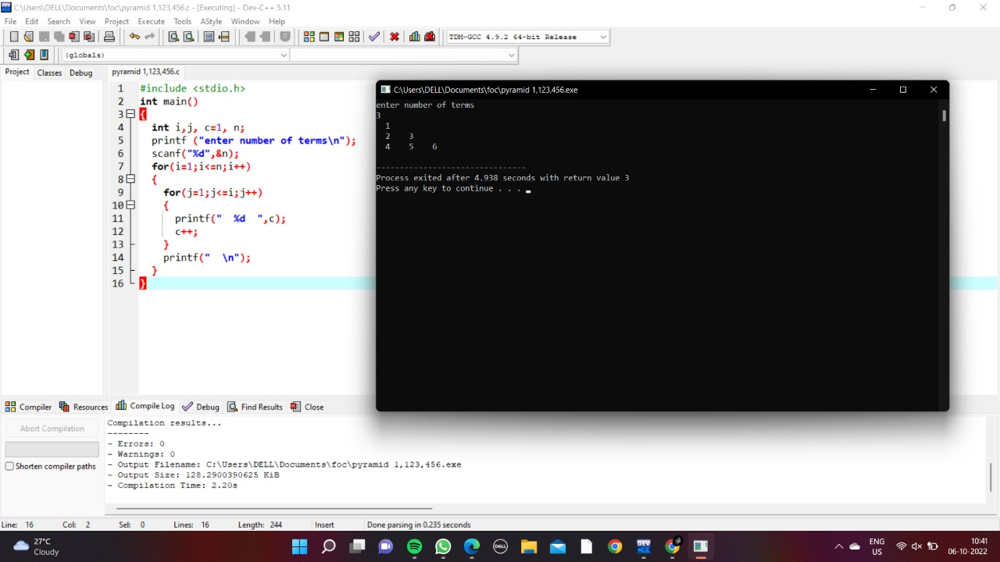 C:\Users\DELL\Documents\foc\pyramid 1,123,456.c - [Executing] - Dev-C++ 5.11
File Edit Search View Project Execute Tools AStyle Window Help
TDM-GCC 4.9.2 64-bit Release
(globals)
Project Classes Debug
pyramid 1,123,456.c
1 #include <stdio.h>
2 int main()
3 {
4 int i,j, c=1, n;
5 printf ("enter number of terms\n");
6 scanf("%d",&n);
7 for(i=1;i<=n;i++)
8 {
9 for(j=1;j<=i;j++)
10 {
11 printf("  %d  ",c);
12 c++;
13 }
14 printf("  \n");
15 }
16 }
C:\Users\DELL\Documents\foc\pyramid 1,123,456.exe
enter number of terms
3
1
2 3
4 5 6
--------------------------------
Process exited after 4.938 seconds with return value 3
Press any key to continue . . .
Compiler Resources Compile Log Debug Find Results Close
Abort Compilation
Shorten compiler paths
Compilation results...
--------
- Errors: 0
- Warnings: 0
- Output Filename: C:\Users\DELL\Documents\foc\pyramid 1,123,456.exe
- Output Size: 128.2900390625 KiB
- Compilation Time: 2.20s
Line: 16 Col: 2 Sel: 0 Lines: 16 Length: 244 Insert Done parsing in 0.235 seconds
27°C
Cloudy
DELL
DEV
ENG
US
10:41
06-10-2022